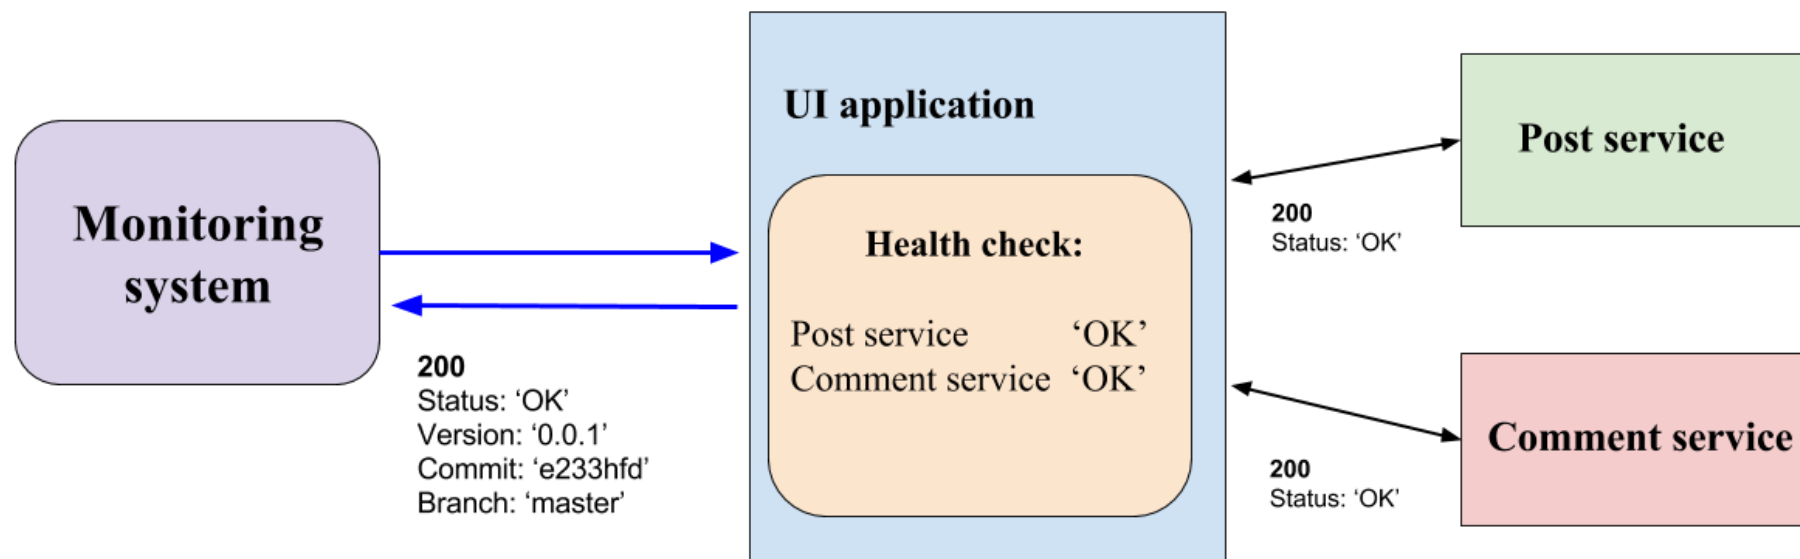 Monitoring
system
200
Status: ‘OK’
Version: ‘0.0.1’
Commit: ‘e233hfd’
Branch: ‘master’
UI application
Health check:
Post service ‘OK’
Comment service ‘OK’
200
Status: ‘OK’
200
Status: ‘OK’
Post service
Comment service